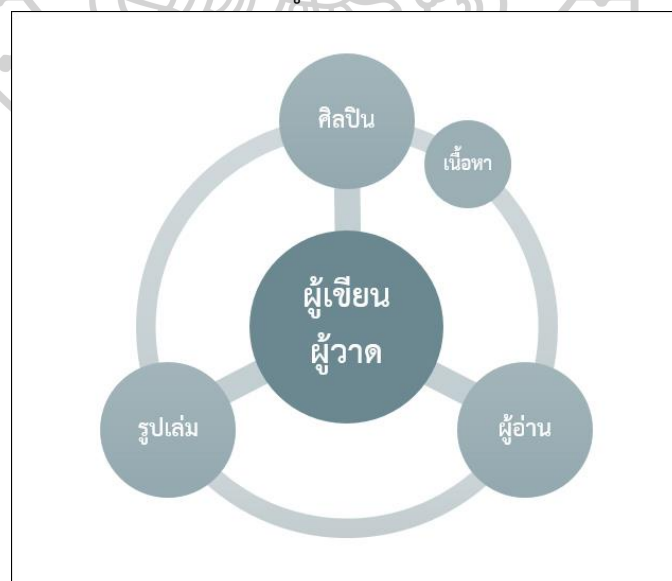 ศิลปิน
เนื้อหา
ผู้เขียน
ผู้วาด
รูปเล่ม
ผู้อ่าน